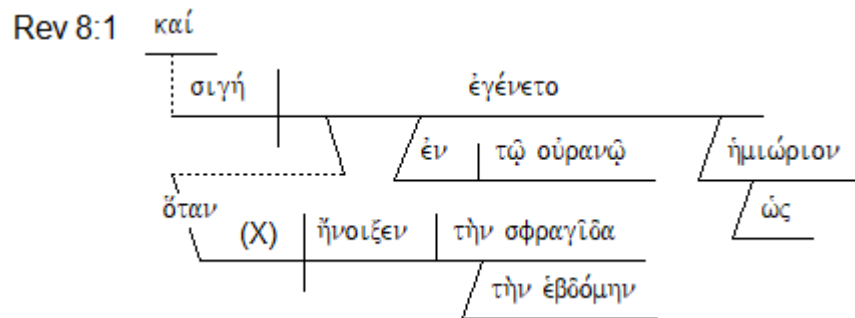 Rev 8:1 καί
σιγή ἐγένετο
ἐν τῷ οὐρανῷ ἡμιώριον
ὅταν ὡς
(X) ἤνοιξεν τὴν σφραγῖδα
τὴν ἑβδόμην